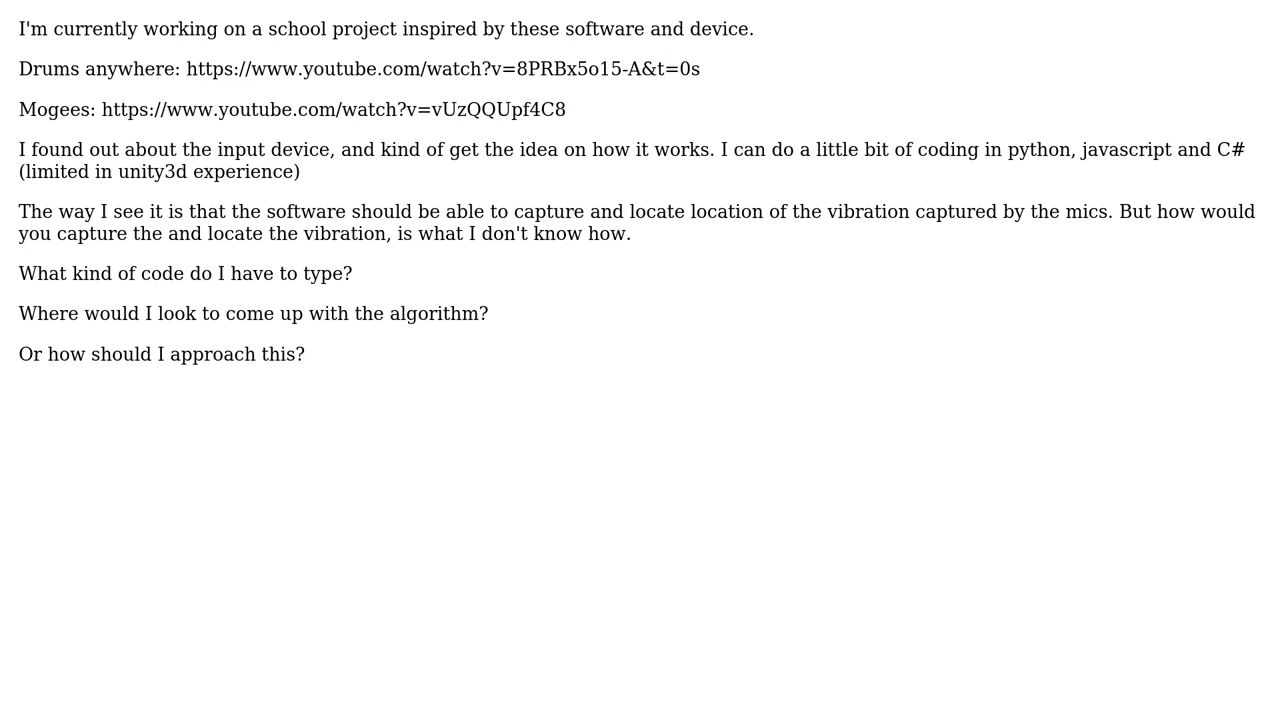 I'm currently working on a school project inspired by these software and device.
Drums anywhere: https://www.youtube.com/watch?v=8PRBx5o15-A&t=0s
Mogees: https://www.youtube.com/watch?v=vUzQQUpf4C8
I found out about the input device, and kind of get the idea on how it works. I can do a little bit of coding in python, javascript and C#
(limited in unity3d experience)
The way I see it is that the software should be able to capture and locate location of the vibration captured by the mics. But how would
you capture the and locate the vibration, is what I don't know how.
What kind of code do I have to type?
Where would I look to come up with the algorithm?
Or how should I approach this?